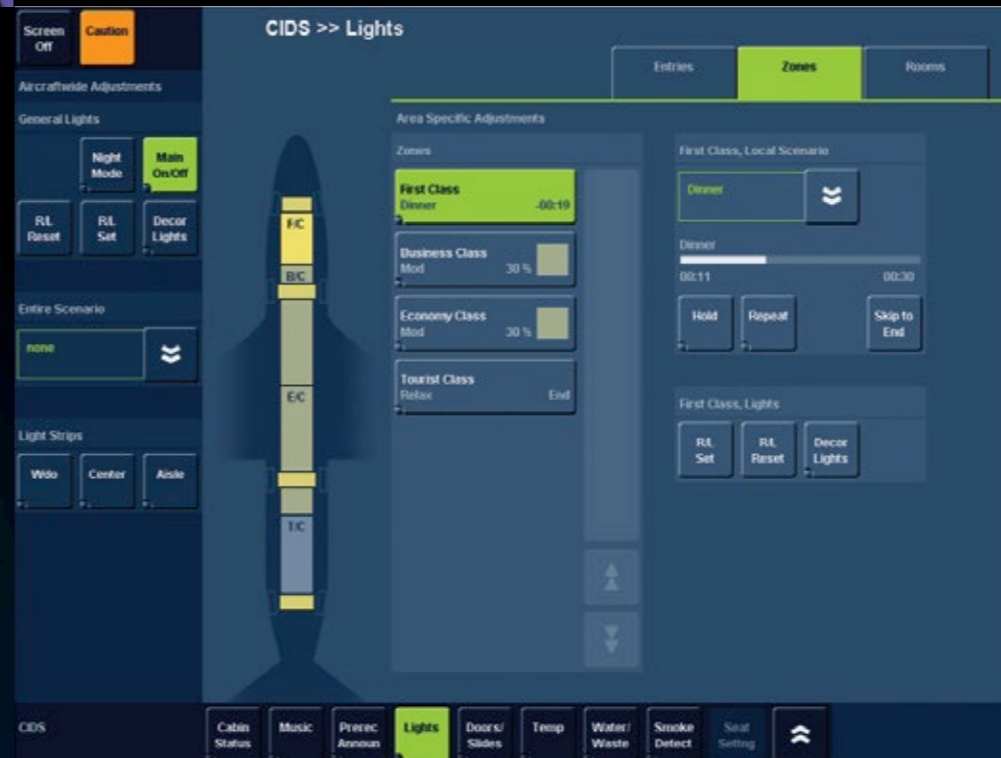 Screen
Off
Caution
CIDS >> Lights
Entries
Zones
Rooms
Aircraftwide Adjustments
General Lights
Night
Mode
Main
On/Off
R/L
Reset
R/L
Set
Decor
Lights
Entire Scenario
none
Light Strips
Wdo
Center
Aisle
F/C
B/C
E/C
T/C
Area Specific Adjustments
Zones
First Class
Dinner -00:19
Business Class
Mod 30 %
Economy Class
Mod 30 %
Tourist Class
Relax End
First Class, Local Scenario
Dinner
Dinner
00:11 00:30
Hold
Repeat
Skip to
End
First Class, Lights
R/L
Set
R/L
Reset
Decor
Lights
CIDS
Cabin
Status
Music
Prerec
Announ
Lights
Doors/
Slides
Temp
Water/
Waste
Smoke
Detect
Seat
Setting